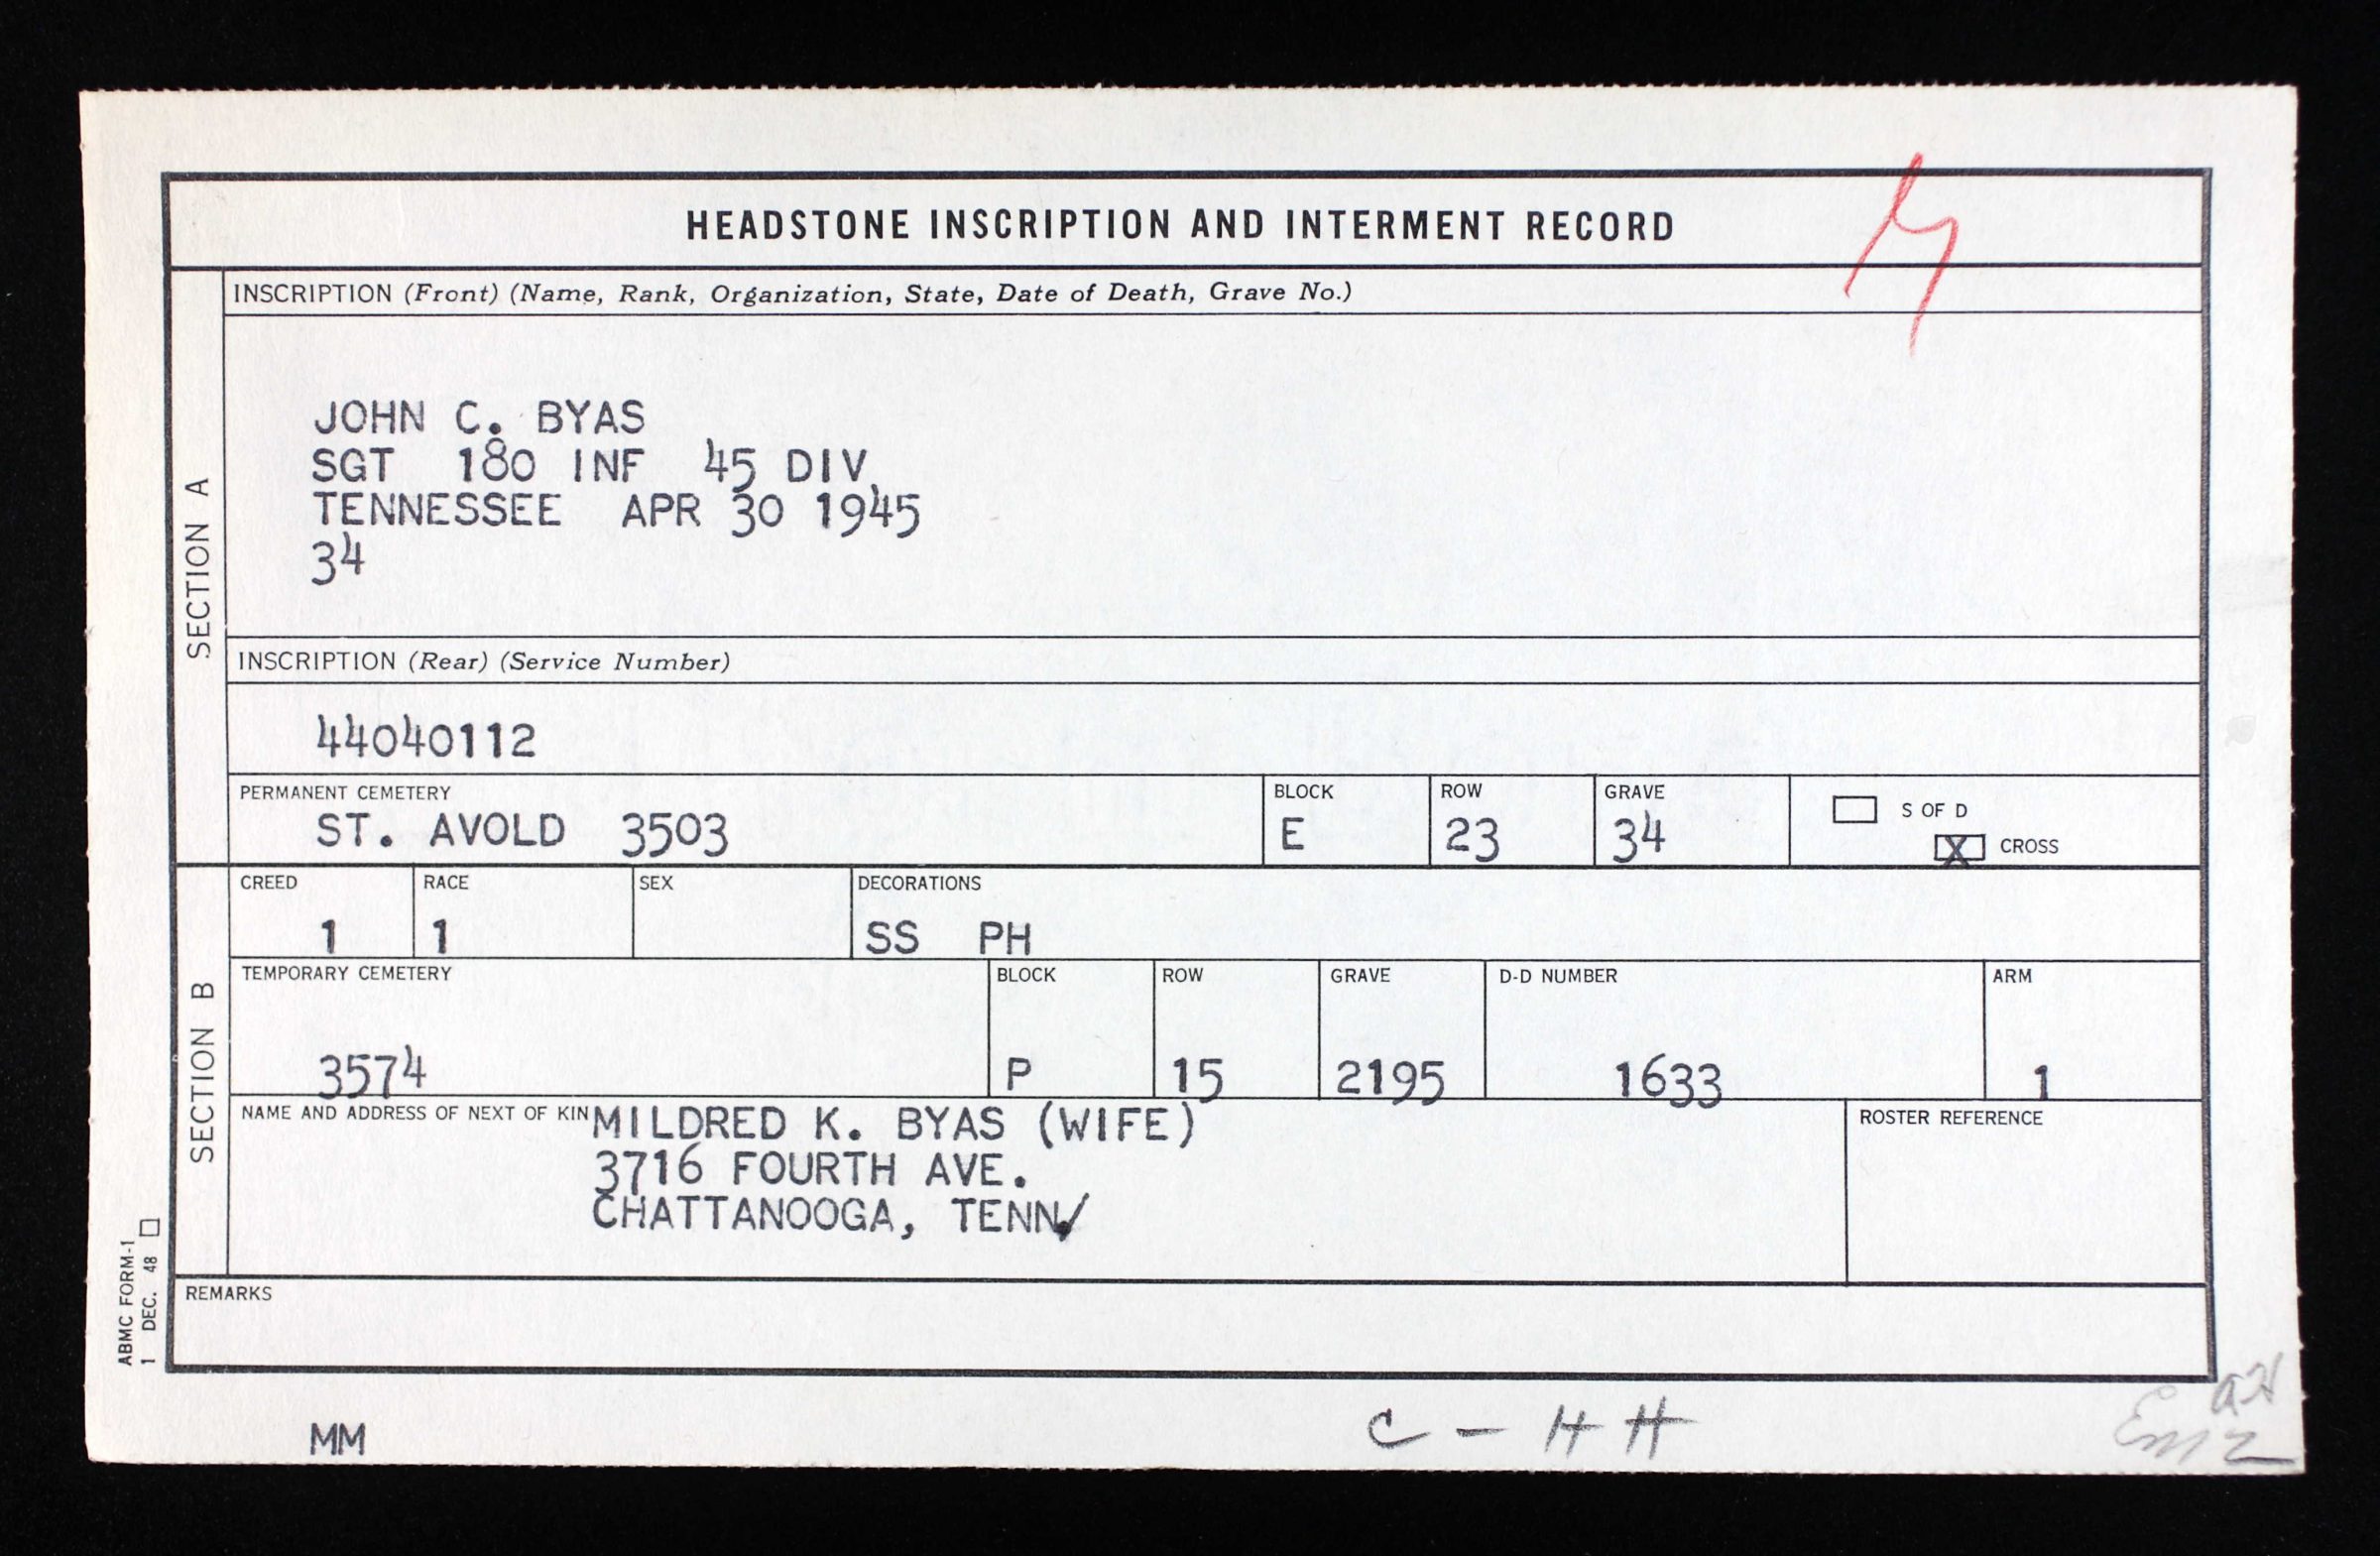 HEADSTONE INSCRIPTION AND INTERMENT RECORD
SECTION A
INSCRIPTION (Front) (Name, Rank, Organization, State, Date of Death, Grave No.)
JOHN C. BYAS
SGT 180 INF 45 DIV
TENNESSEE APR 30 1945
34
INSCRIPTION (Rear) (Service Number)
44040112
PERMANENT CEMETERY BLOCK ROW GRAVE S OF D
ST. AVOLD 3503 E 23 34 X CROSS
SECTION B
CREED RACE SEX DECORATIONS
1 1 SS PH
TEMPORARY CEMETERY BLOCK ROW GRAVE D-D NUMBER ARM
3574 P 15 2195 1633 1
NAME AND ADDRESS OF NEXT OF KIN MILDRED K. BYAS (WIFE) ROSTER REFERENCE
3716 FOURTH AVE.
CHATTANOOGA, TENN
REMARKS
ABMC FORM-1
1 DEC. 48
MM
C - H H